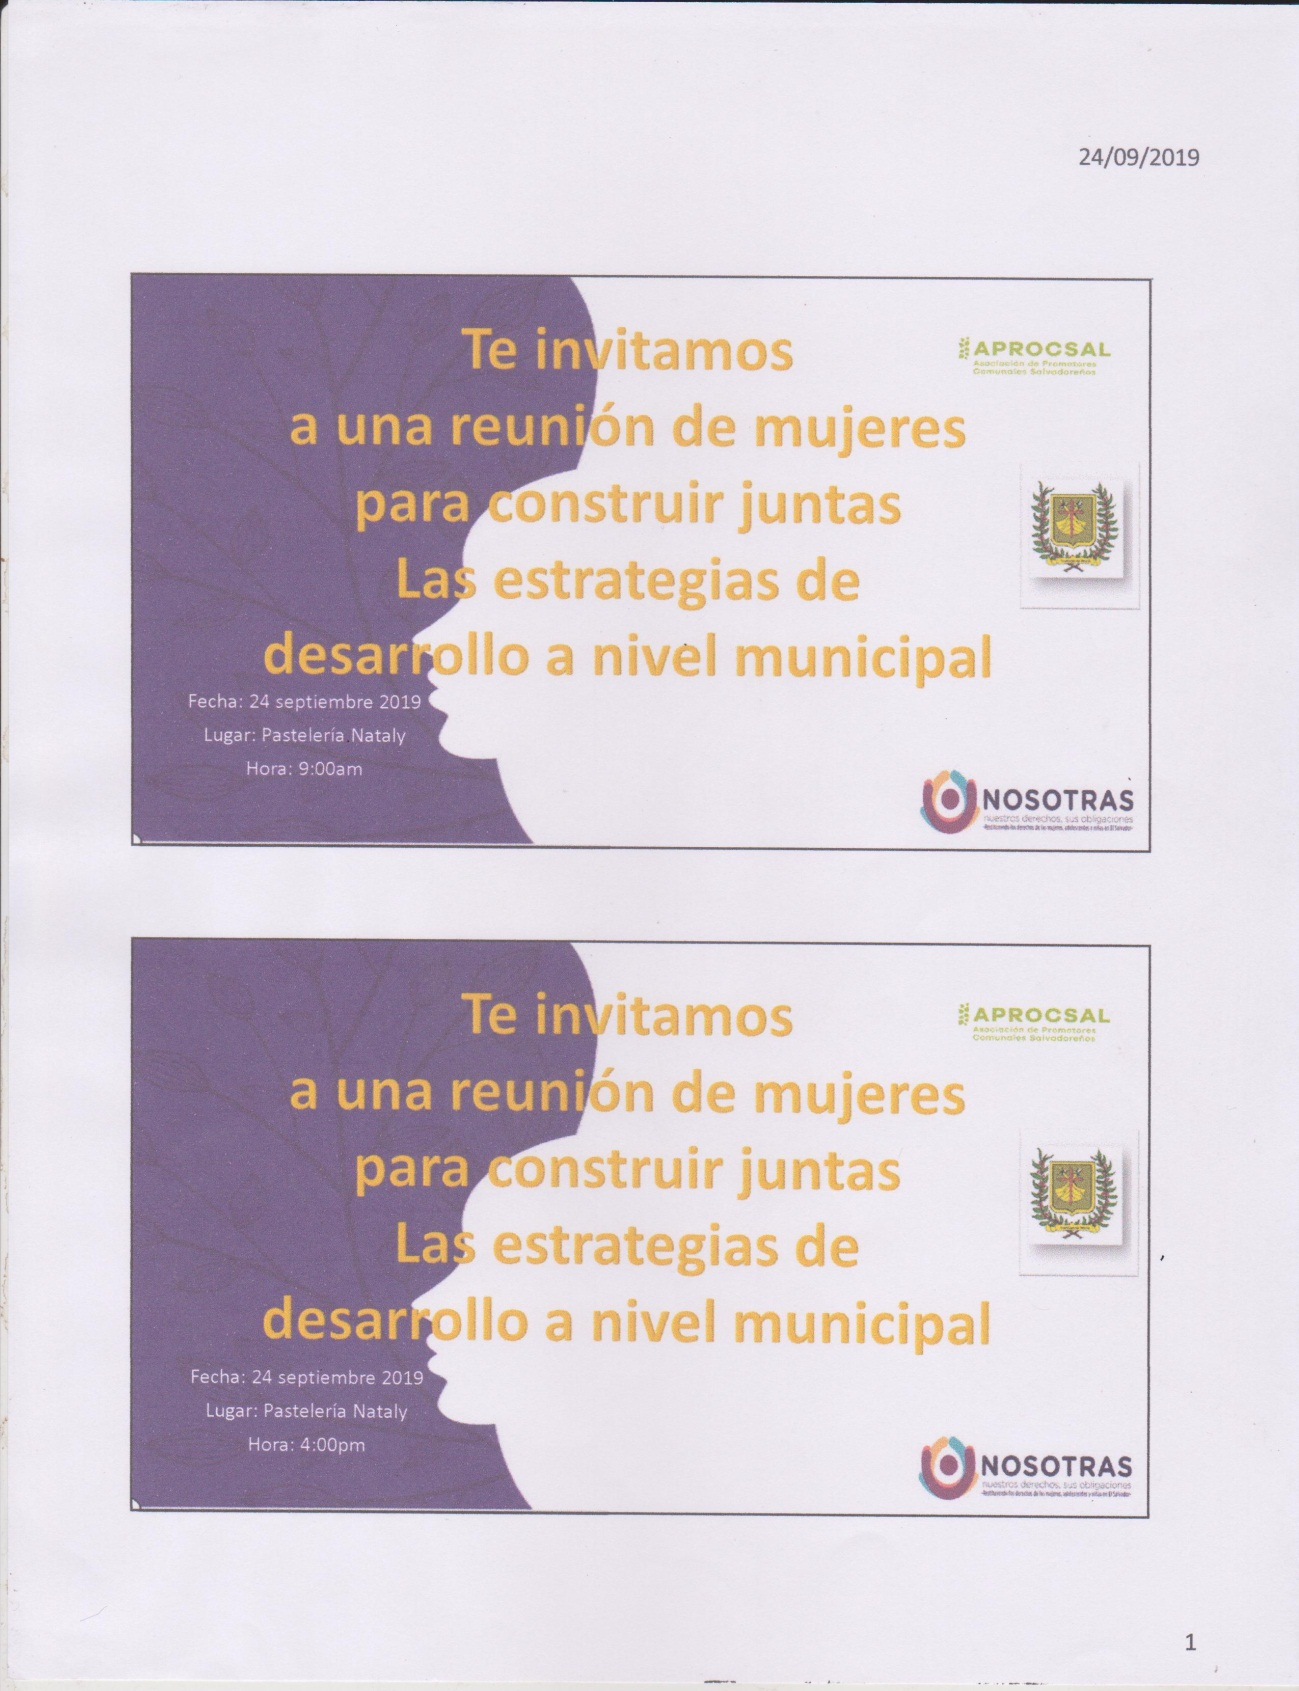 24/09/2019
Te invitamos
a una reunión de mujeres
para construir juntas
Las estrategias de
desarrollo a nivel municipal
Fecha: 24 septiembre 2019
Lugar: Pastelería Nataly
Hora: 9:00am
APROCSAL
Asociación de Promotores
Comunales Salvadoreños
NOSOTRAS
nuestros derechos, sus obligaciones
Te invitamos
a una reunión de mujeres
para construir juntas
Las estrategias de
desarrollo a nivel municipal
Fecha: 24 septiembre 2019
Lugar: Pastelería Nataly
Hora: 4:00pm
APROCSAL
Asociación de Promotores
Comunales Salvadoreños
NOSOTRAS
nuestros derechos, sus obligaciones
1